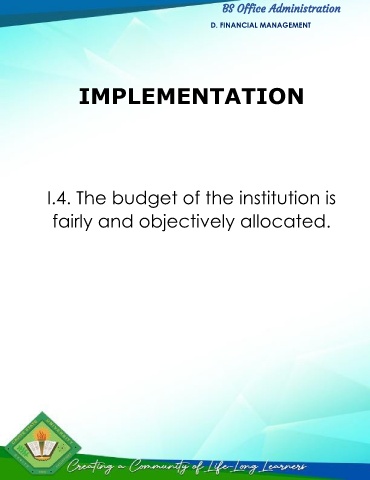 BS Office Administration
D. FINANCIAL MANAGEMENT
IMPLEMENTATION
I.4. The budget of the institution is
fairly and objectively allocated.
Creating a Community of Life-Long Learners